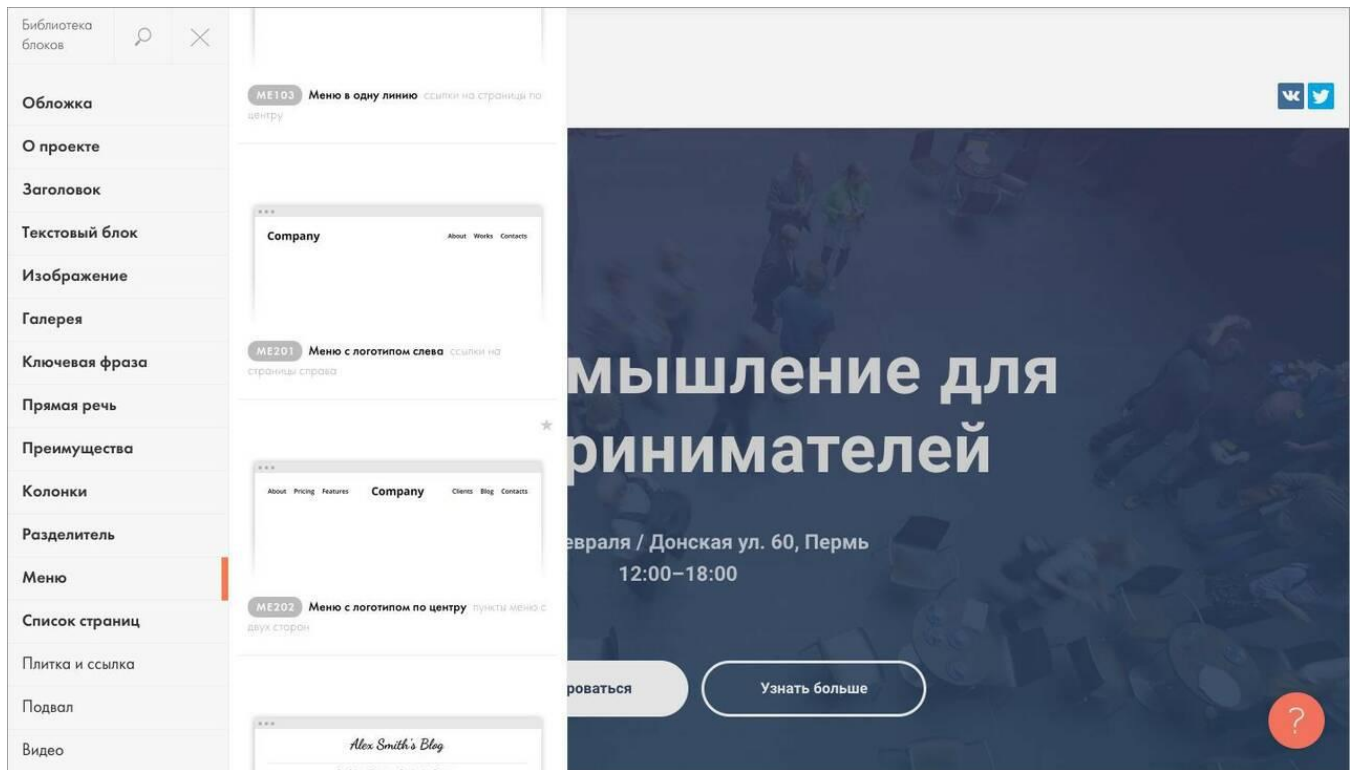 Библиотека
блоков
Обложка
О проекте
Заголовок
Текстовый блок
Изображение
Галерея
Ключевая фраза
Прямая речь
Преимущества
Колонки
Разделитель
Меню
Список страниц
Плитка и ссылка
Подвал
Видео
ME103 Меню в одну линию ссылки на страницы по
центру
Company About Works Contacts
ME201 Меню с логотипом слева ссылки на
страницы справа
About Pricing Features Company Clients Blog Contacts
ME202 Меню с логотипом по центру пункты меню с
двух сторон
Alex Smith's Blog
мышление для
ринимателей
евраля / Донская ул. 60, Пермь
12:00–18:00
роваться
Узнать больше
?